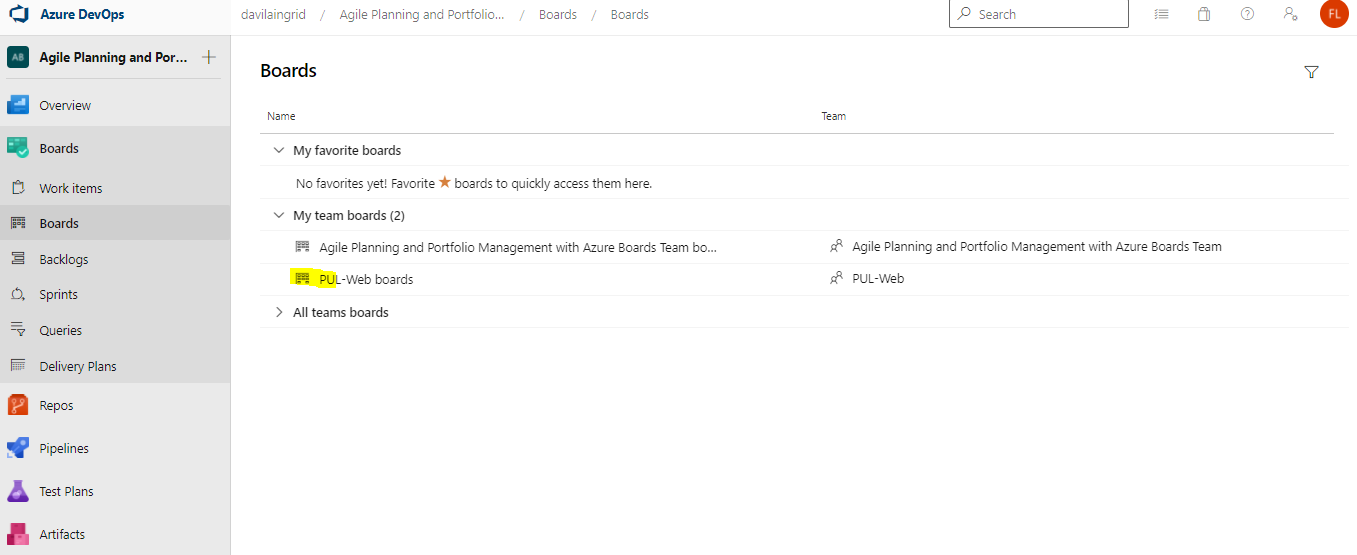 Azure DevOps
davilaingrid / Agile Planning and Portfolio... / Boards / Boards
Search
FL
AB
Agile Planning and Por...
Overview
Boards
Work items
Boards
Backlogs
Sprints
Queries
Delivery Plans
Repos
Pipelines
Test Plans
Artifacts
Boards
Name Team
My favorite boards
No favorites yet! Favorite ★ boards to quickly access them here.
My team boards (2)
Agile Planning and Portfolio Management with Azure Boards Team bo... Agile Planning and Portfolio Management with Azure Boards Team
PUL-Web boards PUL-Web
All teams boards